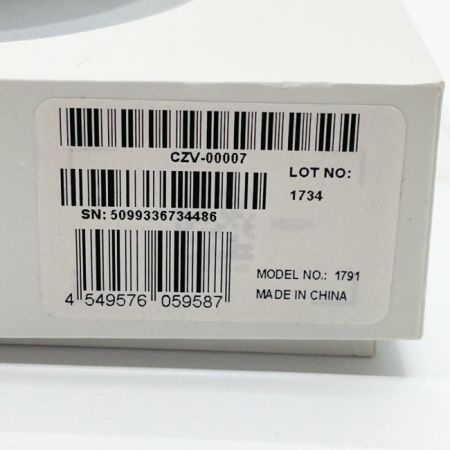 CZV-00007
LOT NO:
1734
SN: 5099336734486
4 549576 059587
MODEL NO.: 1791
MADE IN CHINA